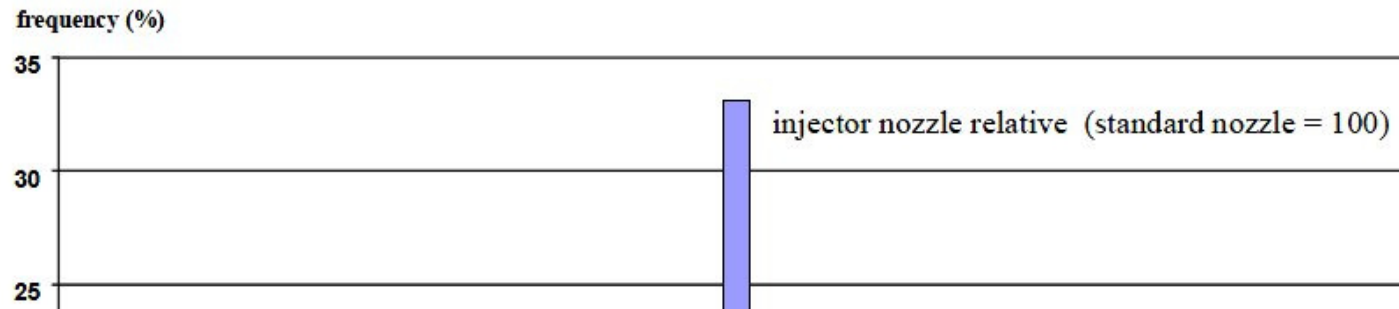 frequency (%)
35
injector nozzle relative (standard nozzle = 100)
30
25